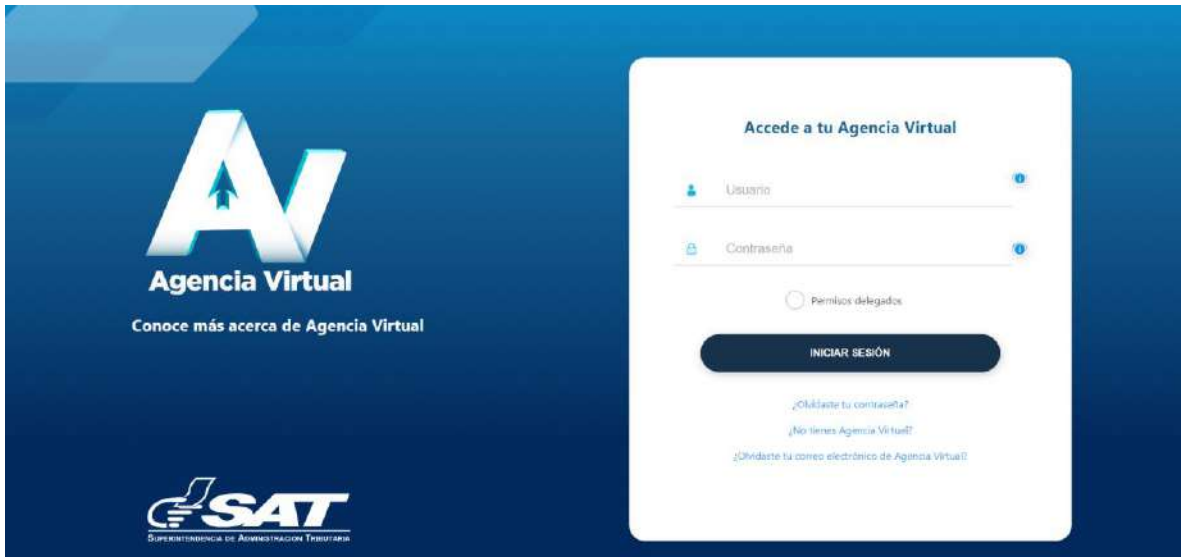 AV
Agencia Virtual
Conoce más acerca de Agencia Virtual
SAT
SUPERINTENDENCIA DE ADMINISTRACION TRIBUTARIA
Accede a tu Agencia Virtual
Usuario
Contraseña
Permisos delegados
INICIAR SESIÓN
¿Olvidaste tu contraseña?
¿No tienes Agencia Virtual?
¿Olvidaste tu correo electrónico de Agencia Virtual?